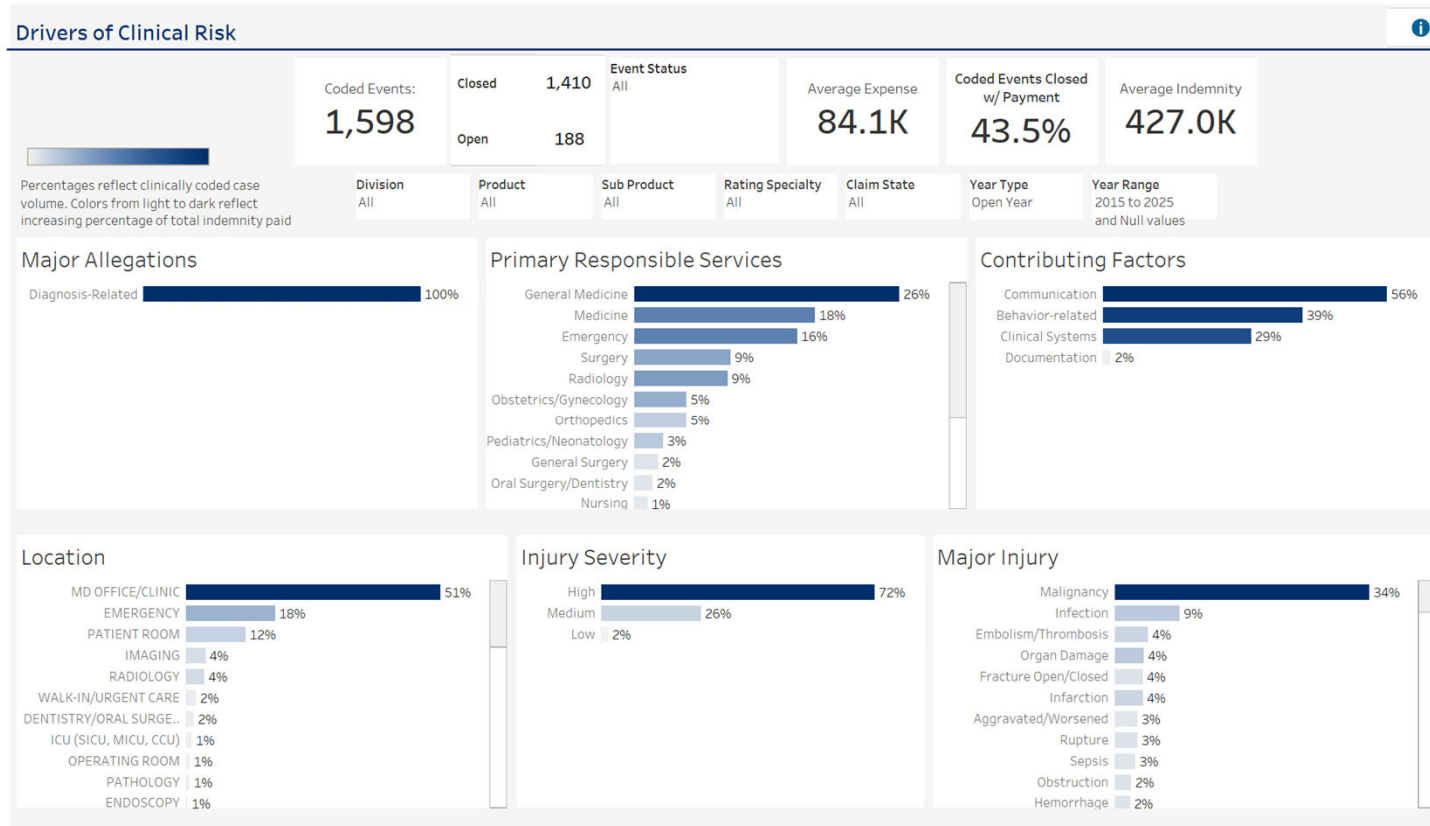 Drivers of Clinical Risk
i
Coded Events:
1,598
Closed 1,410
Open 188
Event Status
All
Average Expense
84.1K
Coded Events Closed
w/ Payment
43.5%
Average Indemnity
427.0K
Percentages reflect clinically coded case
volume. Colors from light to dark reflect
increasing percentage of total indemnity paid
Division
All
Product
All
Sub Product
All
Rating Specialty
All
Claim State
All
Year Type
Open Year
Year Range
2015 to 2025
and Null values
Major Allegations
Diagnosis-Related 100%
Primary Responsible Services
General Medicine 26%
Medicine 18%
Emergency 16%
Surgery 9%
Radiology 9%
Obstetrics/Gynecology 5%
Orthopedics 5%
Pediatrics/Neonatology 3%
General Surgery 2%
Oral Surgery/Dentistry 2%
Nursing 1%
Contributing Factors
Communication 56%
Behavior-related 39%
Clinical Systems 29%
Documentation 2%
Location
MD OFFICE/CLINIC 51%
EMERGENCY 18%
PATIENT ROOM 12%
IMAGING 4%
RADIOLOGY 4%
WALK-IN/URGENT CARE 2%
DENTISTRY/ORAL SURGE.. 2%
ICU (SICU, MICU, CCU) 1%
OPERATING ROOM 1%
PATHOLOGY 1%
ENDOSCOPY 1%
Injury Severity
High 72%
Medium 26%
Low 2%
Major Injury
Malignancy 34%
Infection 9%
Embolism/Thrombosis 4%
Organ Damage 4%
Fracture Open/Closed 4%
Infarction 4%
Aggravated/Worsened 3%
Rupture 3%
Sepsis 3%
Obstruction 2%
Hemorrhage 2%